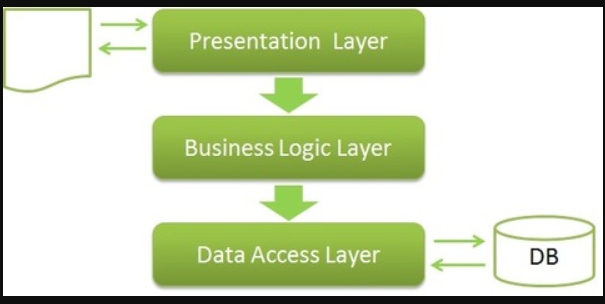 Presentation Layer
Business Logic Layer
Data Access Layer
DB